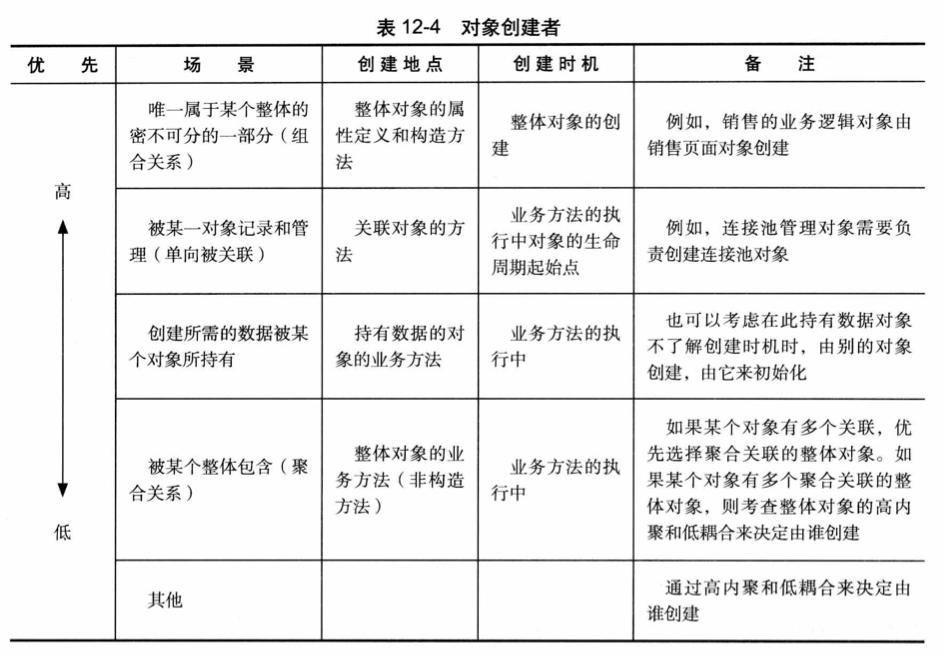 表 12-4 对象创建者
优 先 场 景 创建地点 创建时机 备 注
高
低
唯一属于某个整体的
密不可分的一部分（组
合关系）
整体对象的属
性定义和构造方
法
整体对象的创
建
例如，销售的业务逻辑对象由
销售页面对象创建
被某一对象记录和管
理（单向被关联）
关联对象的方
法
业务方法的执
行中对象的生命
周期起始点
例如，连接池管理对象需要负
责创建连接池对象
创建所需的数据被某
个对象所持有
持有数据的对
象的业务方法
业务方法的执
行中
也可以考虑在此持有数据对象
不了解创建时机时，由别的对象
创建，由它来初始化
被某个整体包含（聚
合关系）
整体对象的业
务方法（非构造
方法）
业务方法的执
行中
如果某个对象有多个关联，优
先选择聚合关联的整体对象。如
果某个对象有多个聚合关联的整
体对象，则考查整体对象的高内
聚和低耦合来决定由谁创建
其他
通过高内聚和低耦合来决定由
谁创建